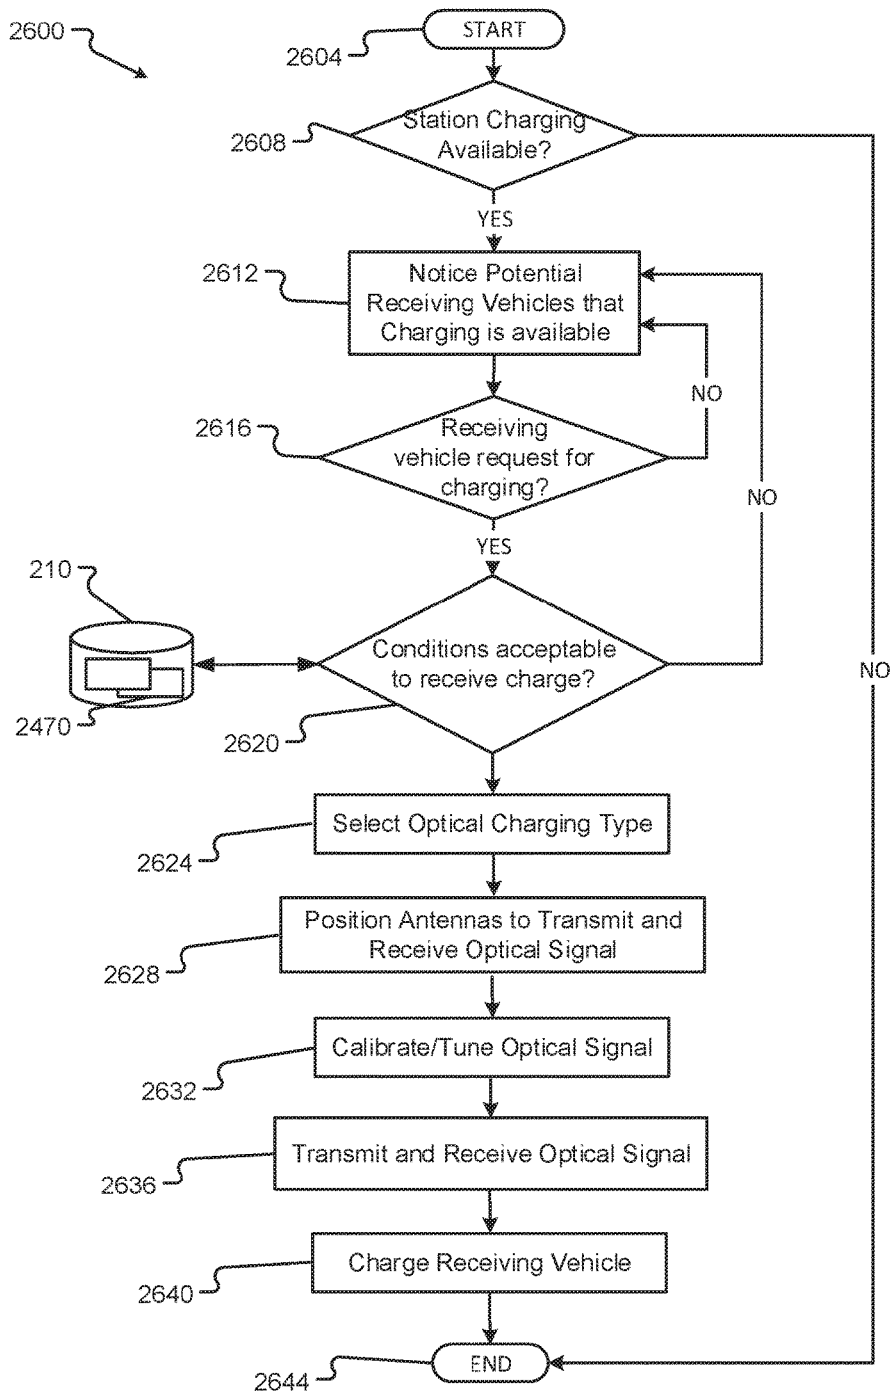 2600
START
2604
Station Charging
Available?
2608
YES
Notice Potential
Receiving Vehicles that
Charging is available
2612
NO
Receiving
vehicle request for
charging?
2616
NO
YES
210
Conditions acceptable
to receive charge?
NO
2470
2620
Select Optical Charging Type
2624
Position Antennas to Transmit and
Receive Optical Signal
2628
Calibrate/Tune Optical Signal
2632
Transmit and Receive Optical Signal
2636
Charge Receiving Vehicle
2640
END
2644